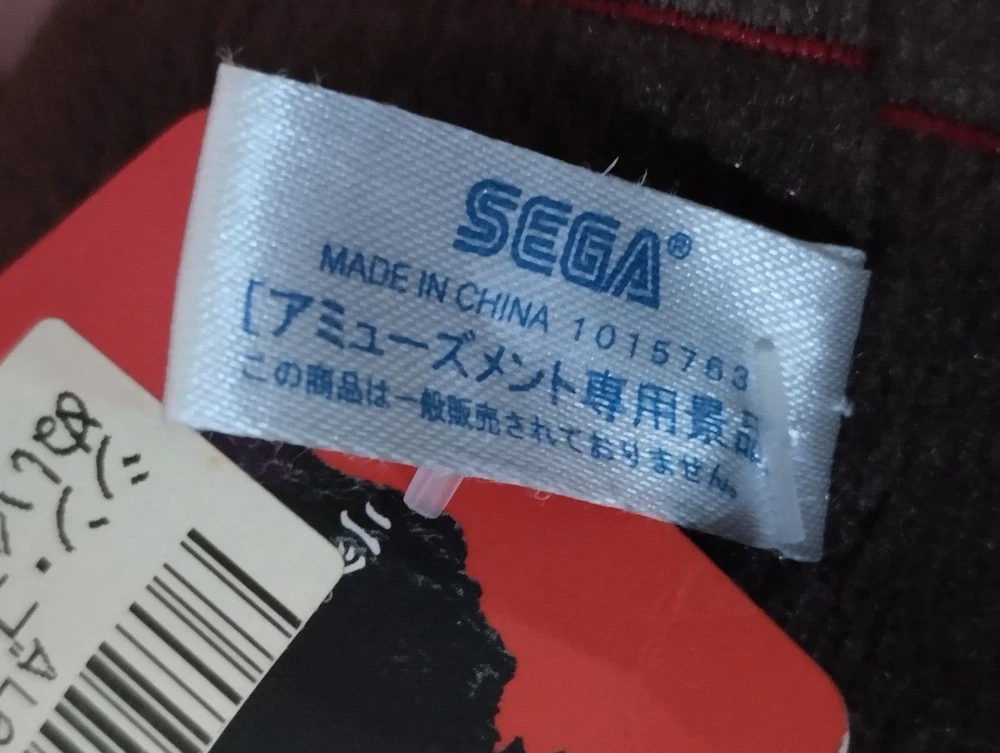 SEGA®
MADE IN CHINA 1015763
[アミューズメント専用景品
この商品は一般販売されておりません。